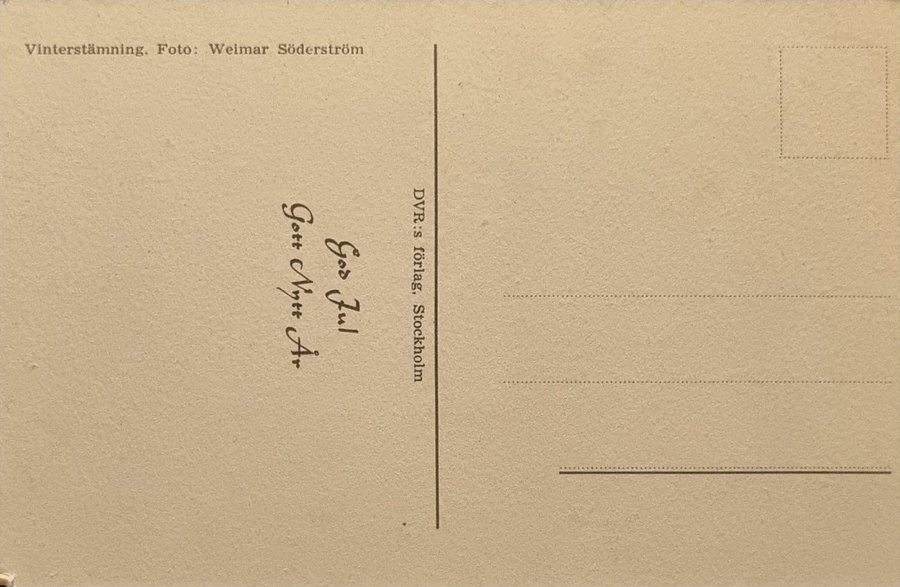 Vinterstämning. Foto: Weimar Söderström
God Jul
Gott Nytt År
DVR:s förlag, Stockholm